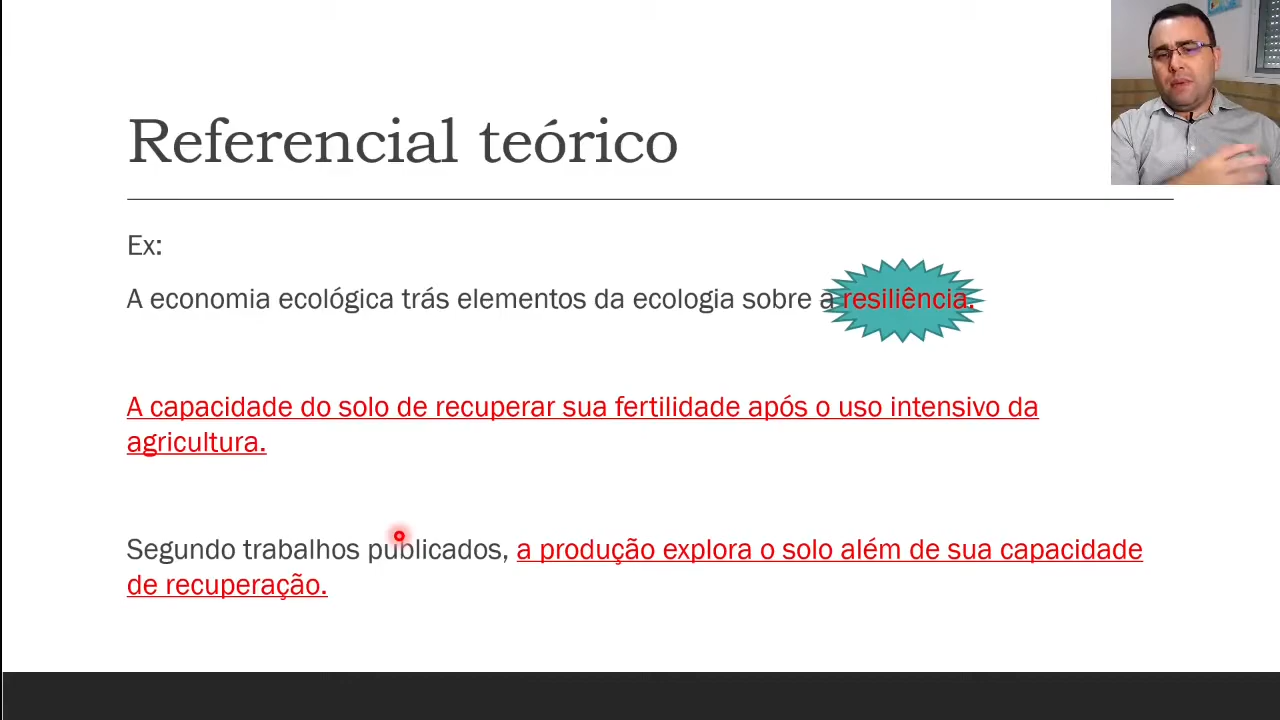 Referencial teórico
Ex:
A economia ecológica trás elementos da ecologia sobre a resiliência.
A capacidade do solo de recuperar sua fertilidade após o uso intensivo da
agricultura.
Segundo trabalhos publicados, a produção explora o solo além de sua capacidade
de recuperação.